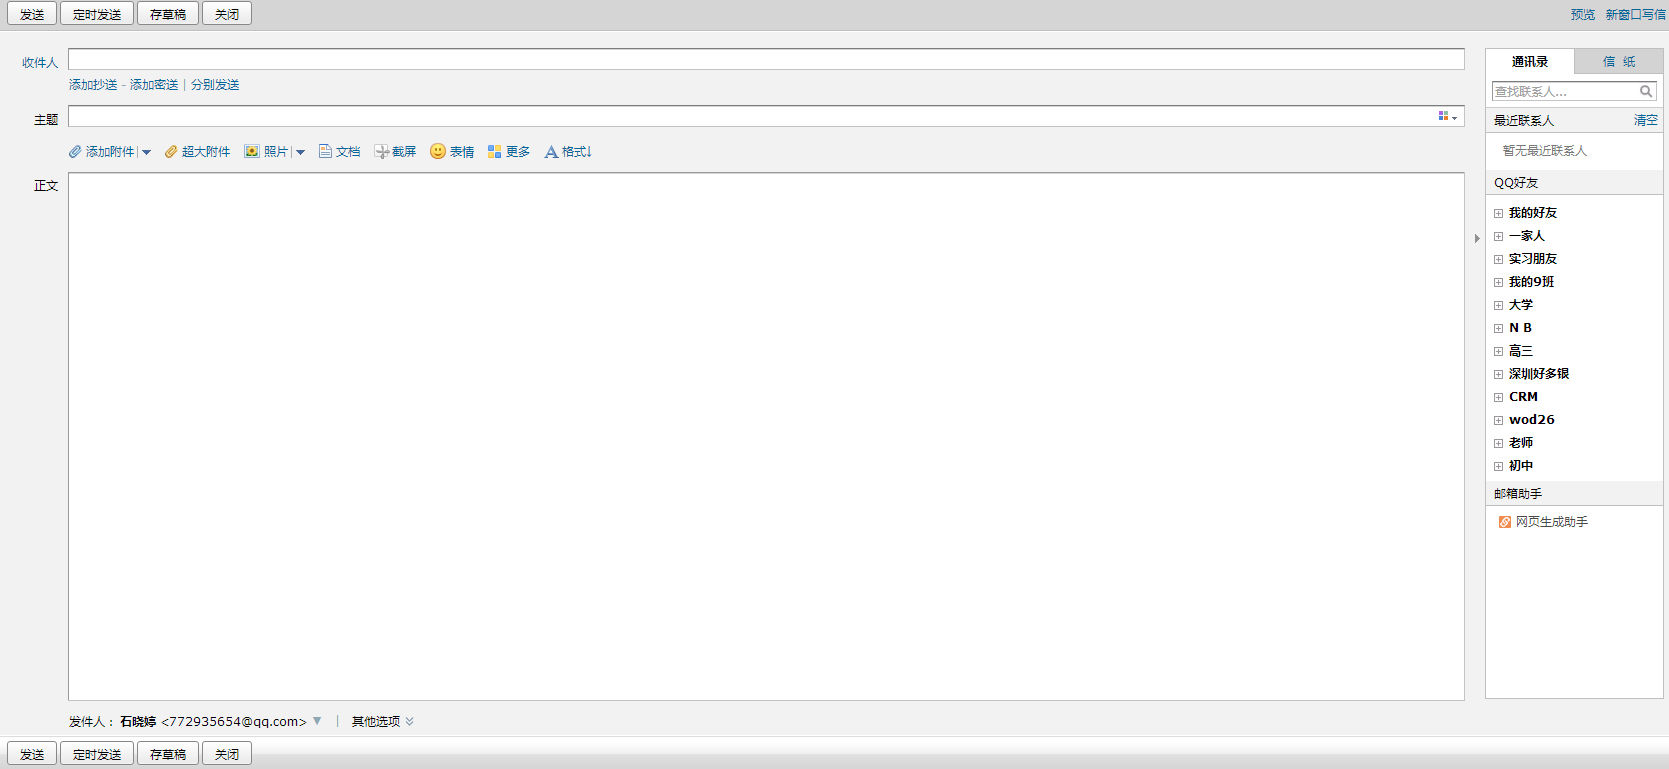 发送 定时发送 存草稿 关闭 预览 新窗口写信
收件人
添加抄送 - 添加密送 | 分别发送
主题
添加附件 | 超大附件 照片 | 文档 截屏 表情 更多 格式↓
正文
通讯录 信 纸
查找联系人...
最近联系人 清空
暂无最近联系人
QQ好友
我的好友
一家人
实习朋友
我的9班
大学
N B
高三
深圳好多银
CRM
wod26
老师
初中
邮箱助手
网页生成助手
发件人：石晓婷 <772935654@qq.com> | 其他选项
发送 定时发送 存草稿 关闭